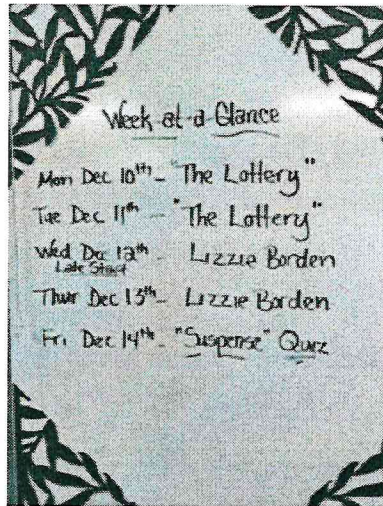 Week-at-a-Glance
Mon Dec 10th - "The Lottery"
Tue Dec 11th - "The Lottery"
Wed Dec 12th - Lizzie Borden
Late Start
Thur Dec 13th - Lizzie Borden
Fri Dec 14th - "Suspense" Quiz